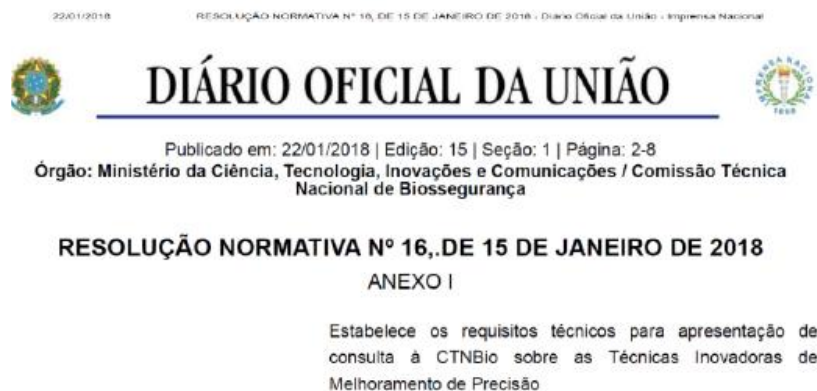 22/01/2018 RESOLUÇÃO NORMATIVA Nº 16, DE 15 DE JANEIRO DE 2018 - Diário Oficial da União - Imprensa Nacional
DIÁRIO OFICIAL DA UNIÃO
IMPRENSA NACIONAL
1808
Publicado em: 22/01/2018 | Edição: 15 | Seção: 1 | Página: 2-8
Órgão: Ministério da Ciência, Tecnologia, Inovações e Comunicações / Comissão Técnica
Nacional de Biossegurança
RESOLUÇÃO NORMATIVA Nº 16,.DE 15 DE JANEIRO DE 2018
ANEXO I
Estabelece os requisitos técnicos para apresentação de
consulta à CTNBio sobre as Técnicas Inovadoras de
Melhoramento de Precisão